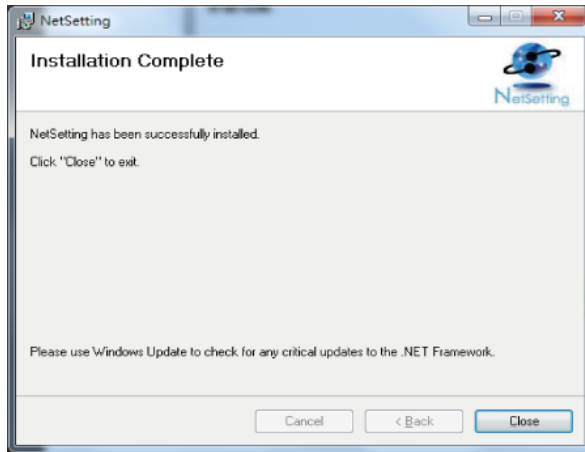 NetSetting
Installation Complete
NetSetting
NetSetting has been successfully installed.
Click "Close" to exit.
Please use Windows Update to check for any critical updates to the .NET Framework.
Cancel
< Back
Close